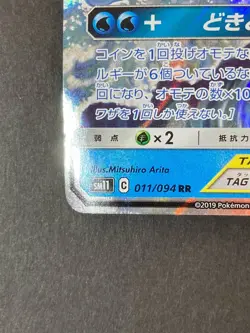 + どき
コインを1回投げオモテな
ルギーが6個ついているな
回になり、オモテの数×10
ワザを1回しか使えない。]
弱点 ×2 抵抗力
Illus.Mitsuhiro Arita
SM11 C 011/094 RR
TA
TAG
©2019 Pokémon